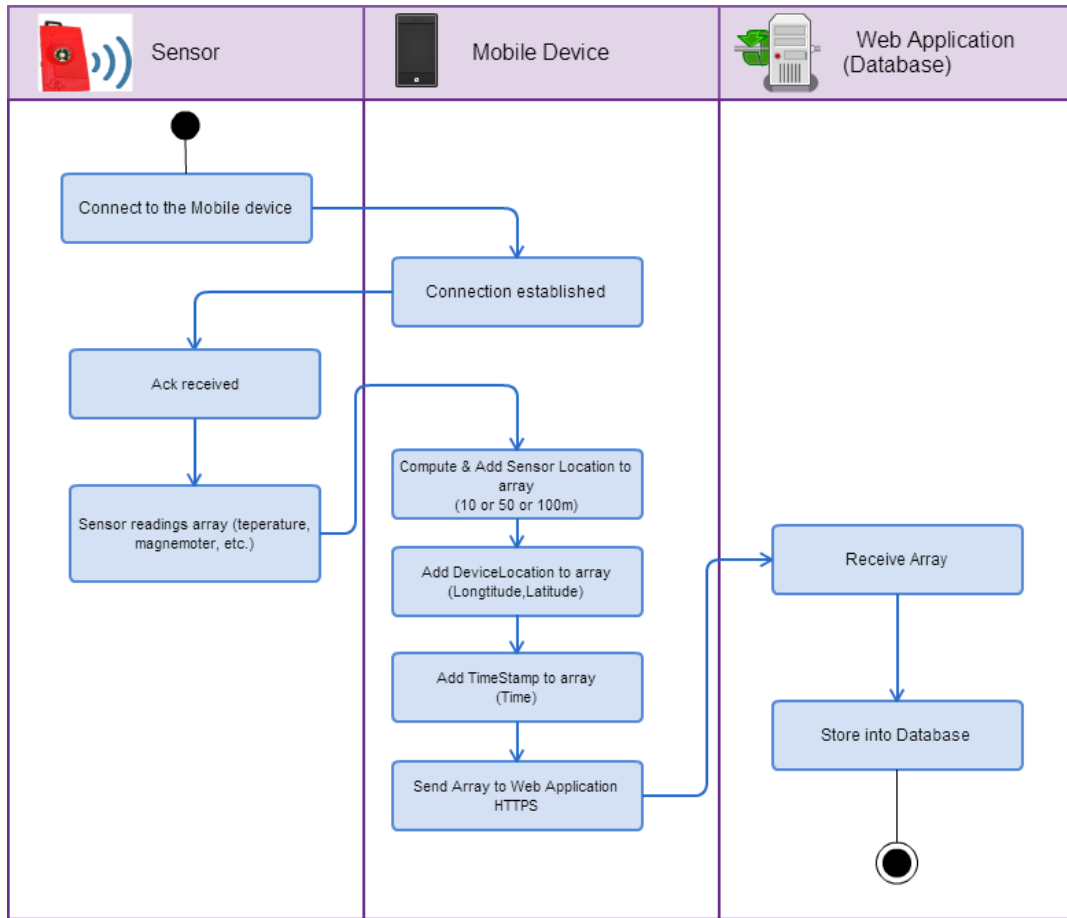 Sensor
Mobile Device
Web Application
(Database)
Connect to the Mobile device
Connection established
Ack received
Sensor readings array (teperature,
magnemoter, etc.)
Compute & Add Sensor Location to
array
(10 or 50 or 100m)
Add DeviceLocation to array
(Longtitude,Latitude)
Add TimeStamp to array
(Time)
Send Array to Web Application
HTTPS
Receive Array
Store into Database